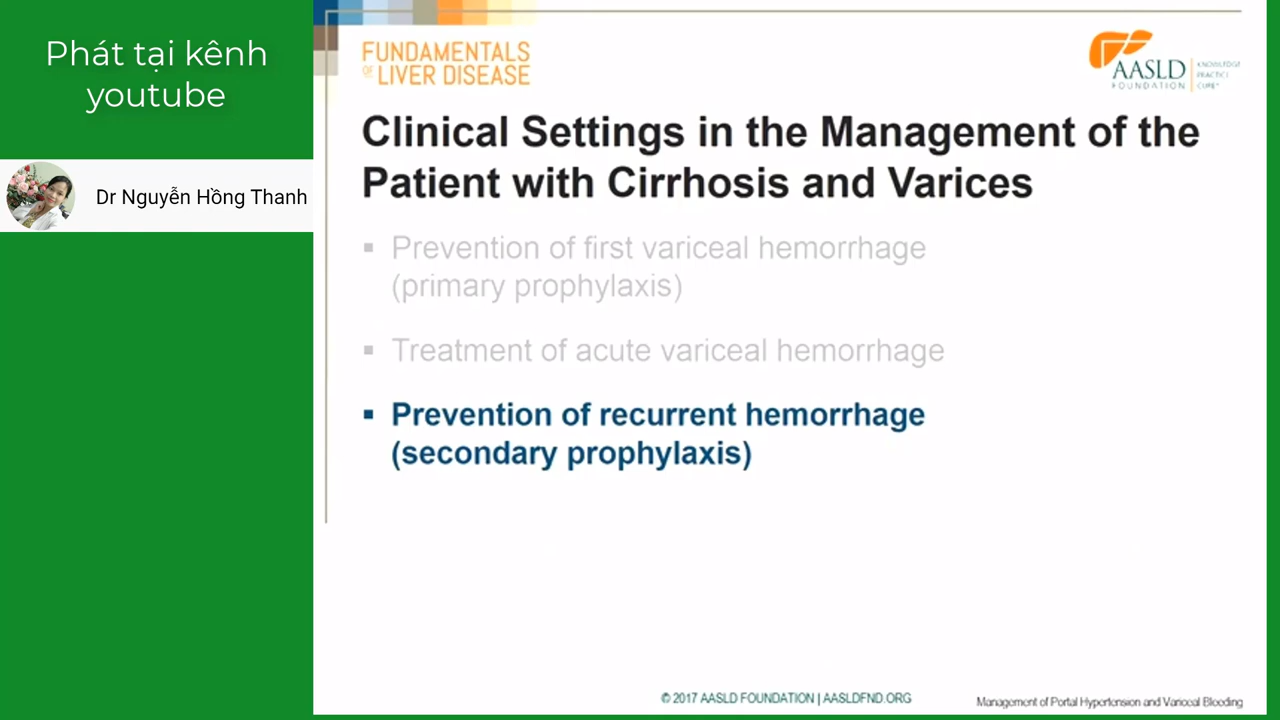 Phát tại kênh
youtube
Dr Nguyễn Hồng Thanh
FUNDAMENTALS
OF LIVER DISEASE
AASLD
FOUNDATION
KNOWLEDGE
PRACTICE
CURE
Clinical Settings in the Management of the
Patient with Cirrhosis and Varices
▪ Prevention of first variceal hemorrhage
(primary prophylaxis)
▪ Treatment of acute variceal hemorrhage
▪ Prevention of recurrent hemorrhage
(secondary prophylaxis)
© 2017 AASLD FOUNDATION | AASLDFND.ORG
Management of Portal Hypertension and Variceal Bleeding